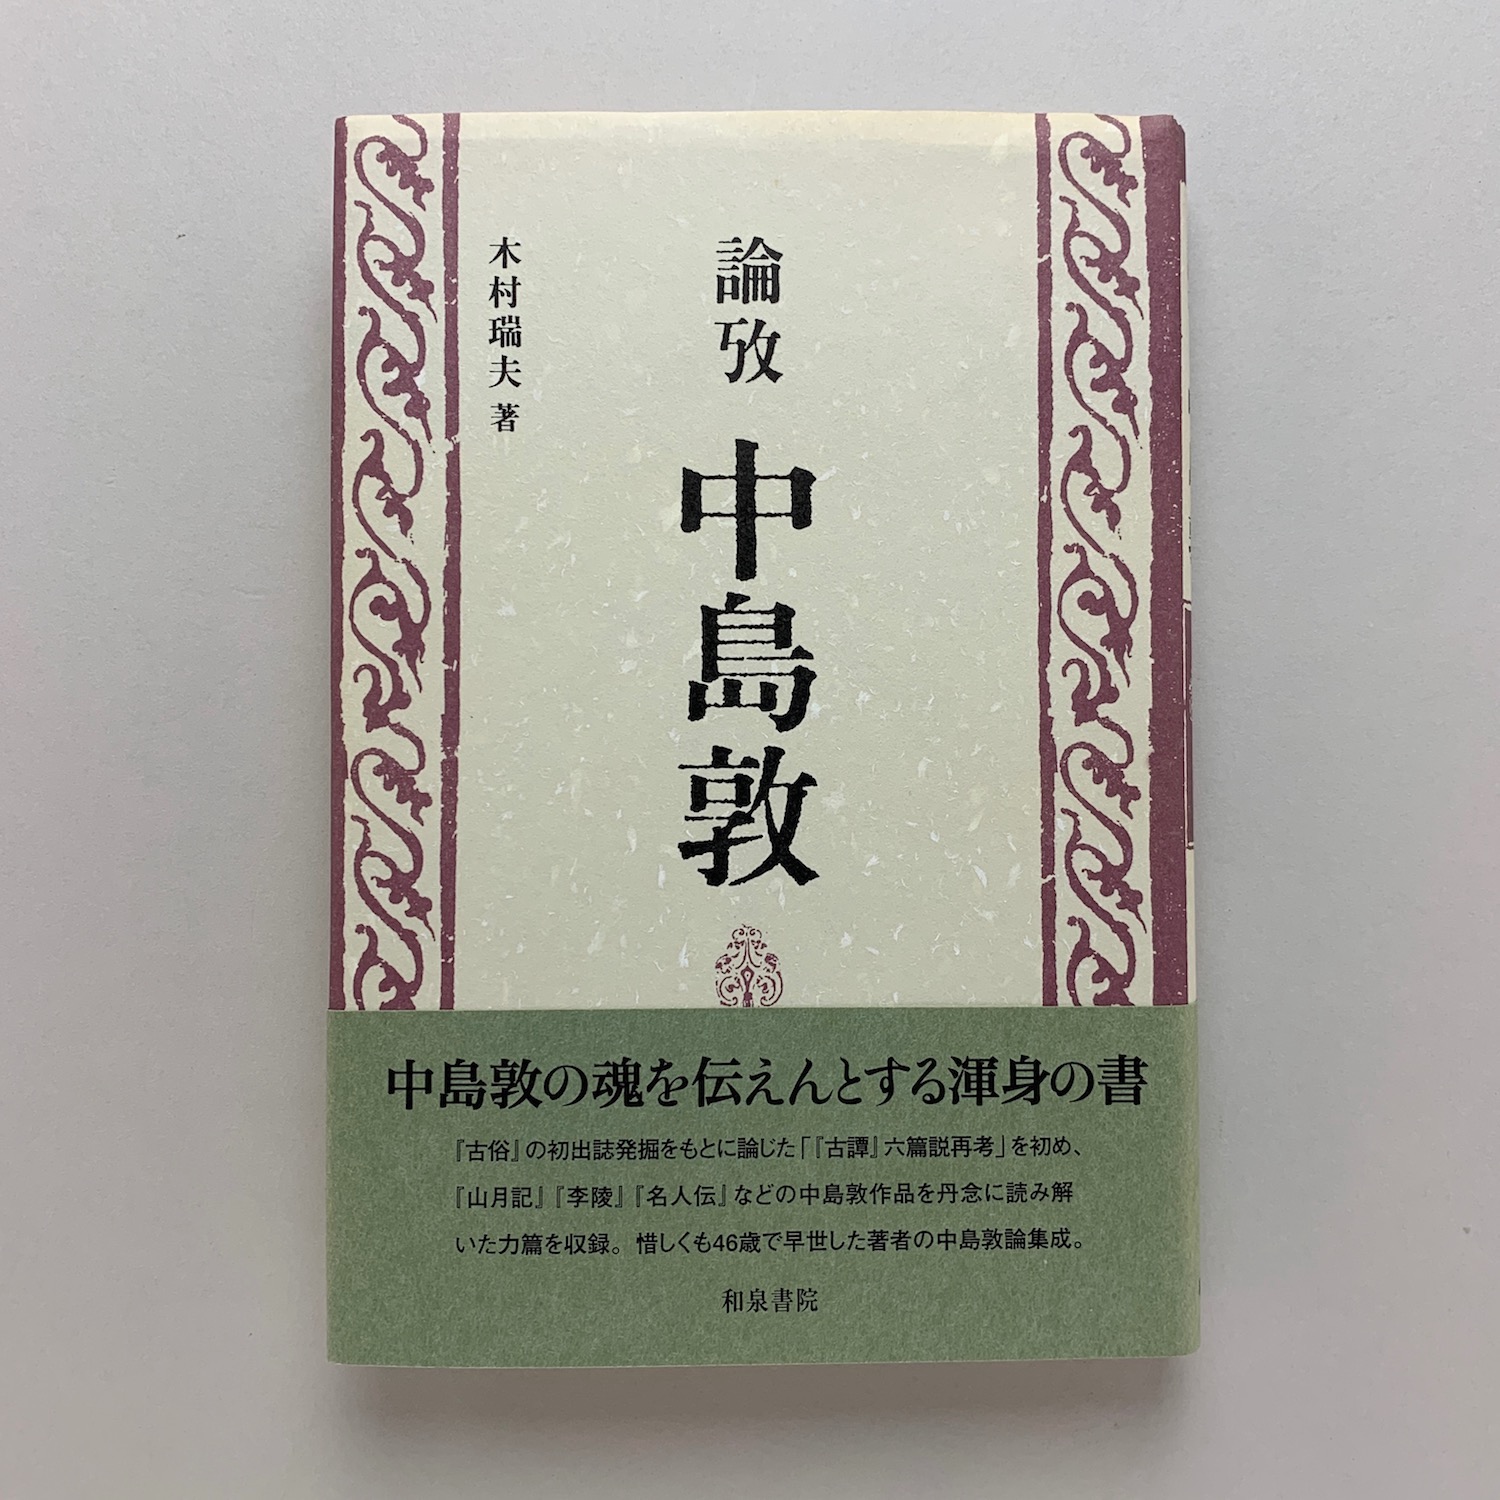 論攷 中島敦
木村瑞夫 著
中島敦の魂を伝えんとする渾身の書
『古俗』の初出誌発掘をもとに論じた「『古譚』六篇説再考」を初め、
『山月記』『李陵』『名人伝』などの中島敦作品を丹念に読み解
いた力篇を収録。惜しくも46歳で早世した著者の中島敦論集成。
和泉書院